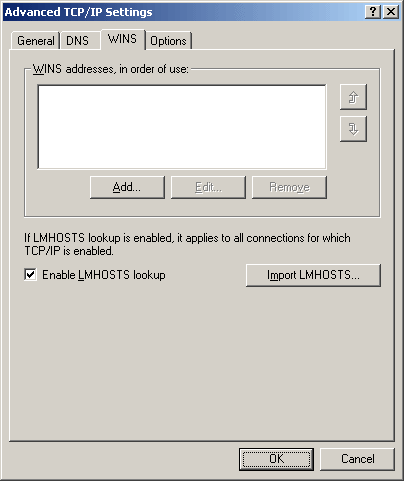 Advanced TCP/IP Settings
General DNS WINS Options
WINS addresses, in order of use:
Add... Edit... Remove
If LMHOSTS lookup is enabled, it applies to all connections for which
TCP/IP is enabled.
Enable LMHOSTS lookup Import LMHOSTS...
OK Cancel